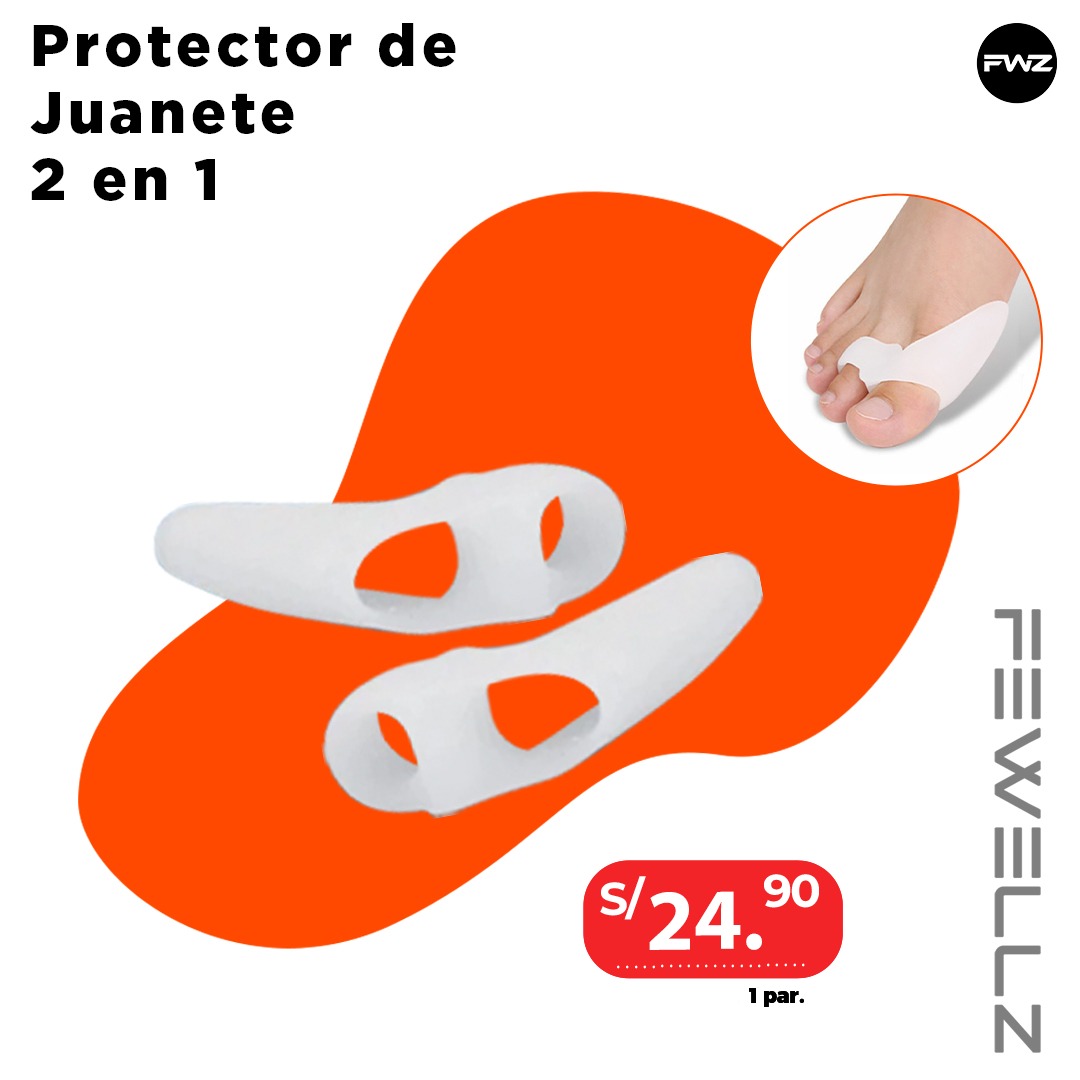 Protector de
Juanete
2 en 1
FWZ
FEWELLZ
S/24.90
1 par.